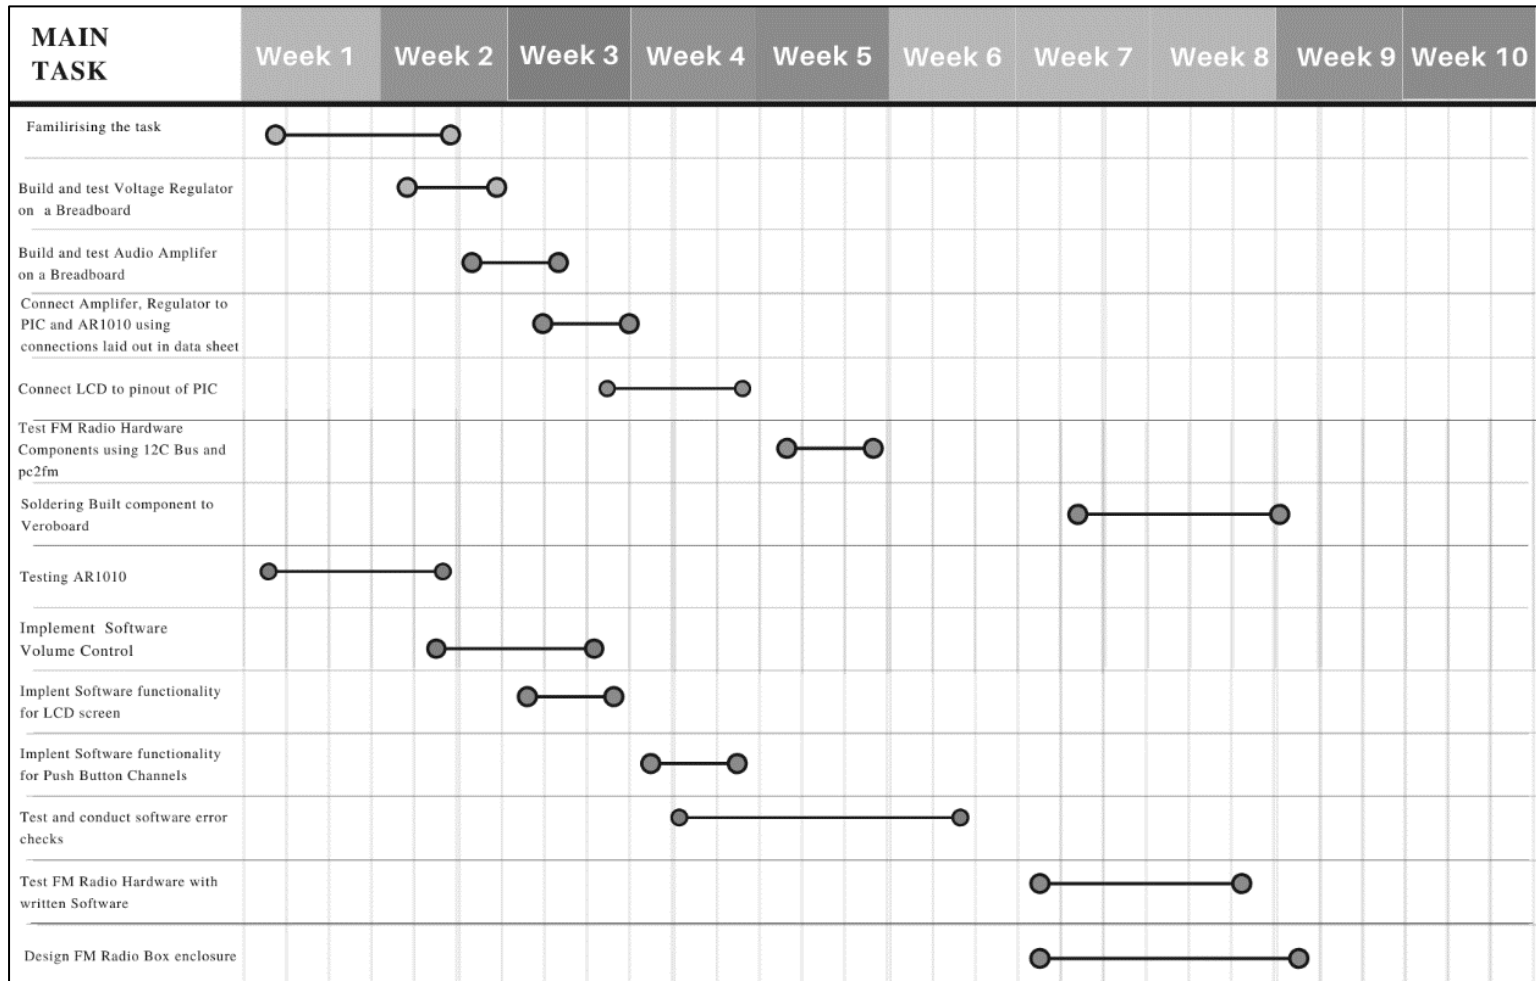 MAIN
TASK
Week 1 Week 2 Week 3 Week 4 Week 5 Week 6 Week 7 Week 8 Week 9 Week 10
Familirising the task
Build and test Voltage Regulator
on a Breadboard
Build and test Audio Amplifer
on a Breadboard
Connect Amplifer, Regulator to
PIC and AR1010 using
connections laid out in data sheet
Connect LCD to pinout of PIC
Test FM Radio Hardware
Components using 12C Bus and
pc2fm
Soldering Built component to
Veroboard
Testing AR1010
Implement Software
Volume Control
Implent Software functionality
for LCD screen
Implent Software functionality
for Push Button Channels
Test and conduct software error
checks
Test FM Radio Hardware with
written Software
Design FM Radio Box enclosure